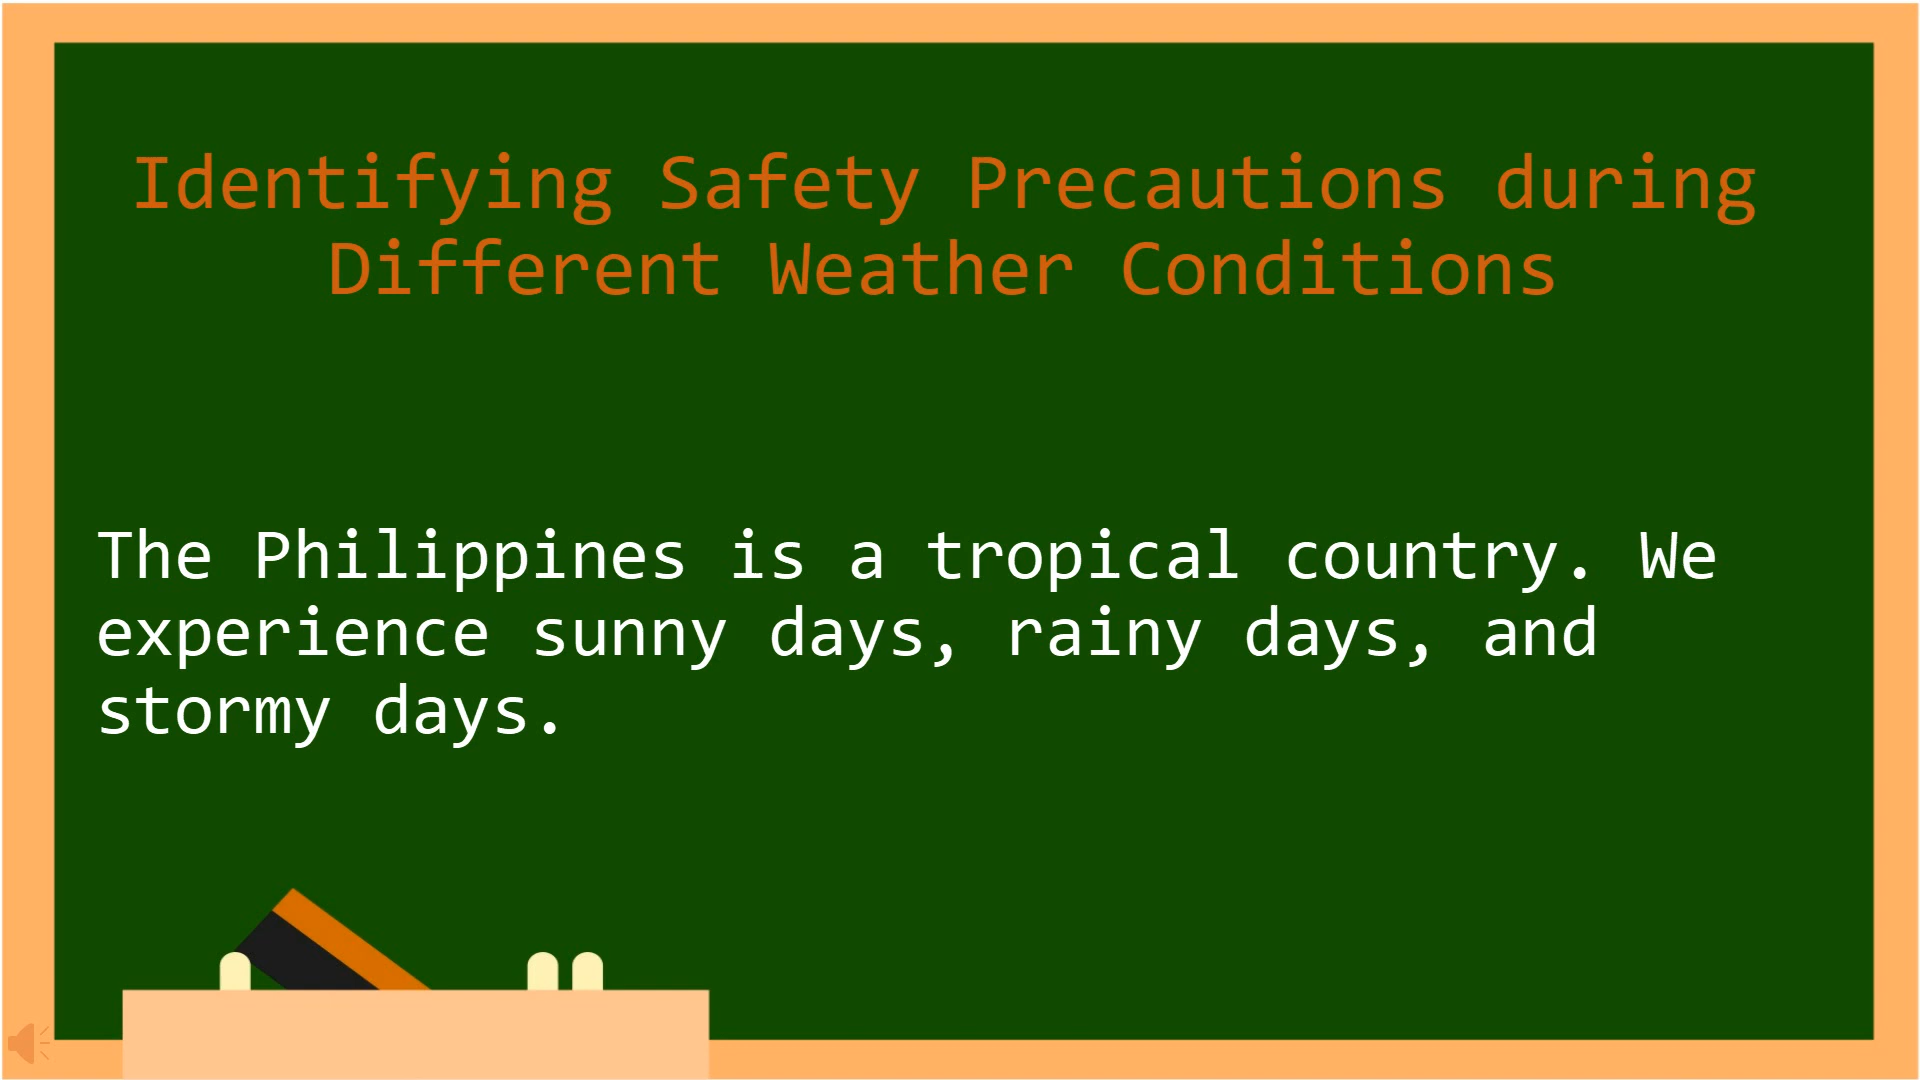 Identifying Safety Precautions during
Different Weather Conditions
The Philippines is a tropical country. We
experience sunny days, rainy days, and
stormy days.